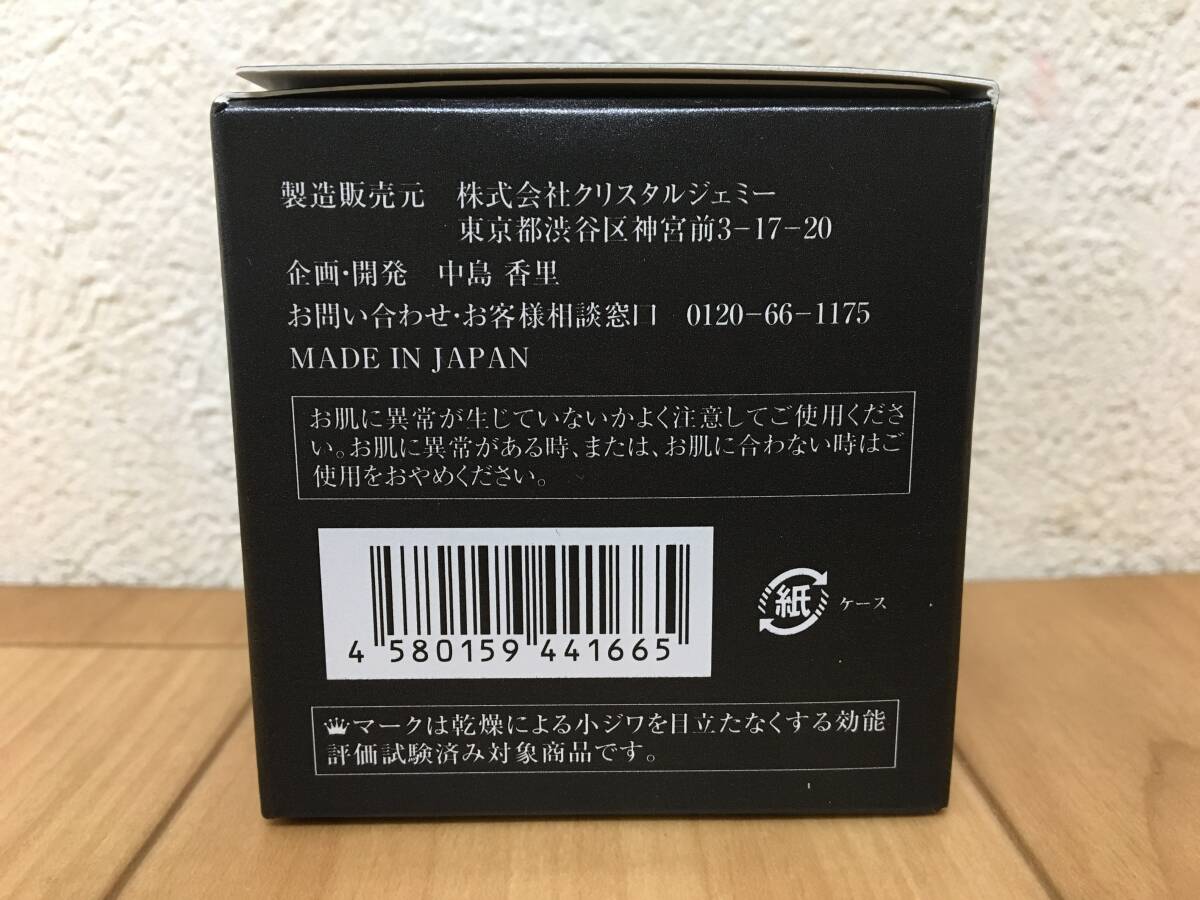 製造販売元 株式会社クリスタルジェミー
東京都渋谷区神宮前3-17-20
企画・開発 中島 香里
お問い合わせ・お客様相談窓口 0120-66-1175
MADE IN JAPAN
お肌に異常が生じていないかよく注意してご使用くださ
い。お肌に異常がある時、または、お肌に合わない時はご
使用をおやめください。
4 580159 441665
紙 ケース
マークは乾燥による小ジワを目立たなくする効能
評価試験済み対象商品です。